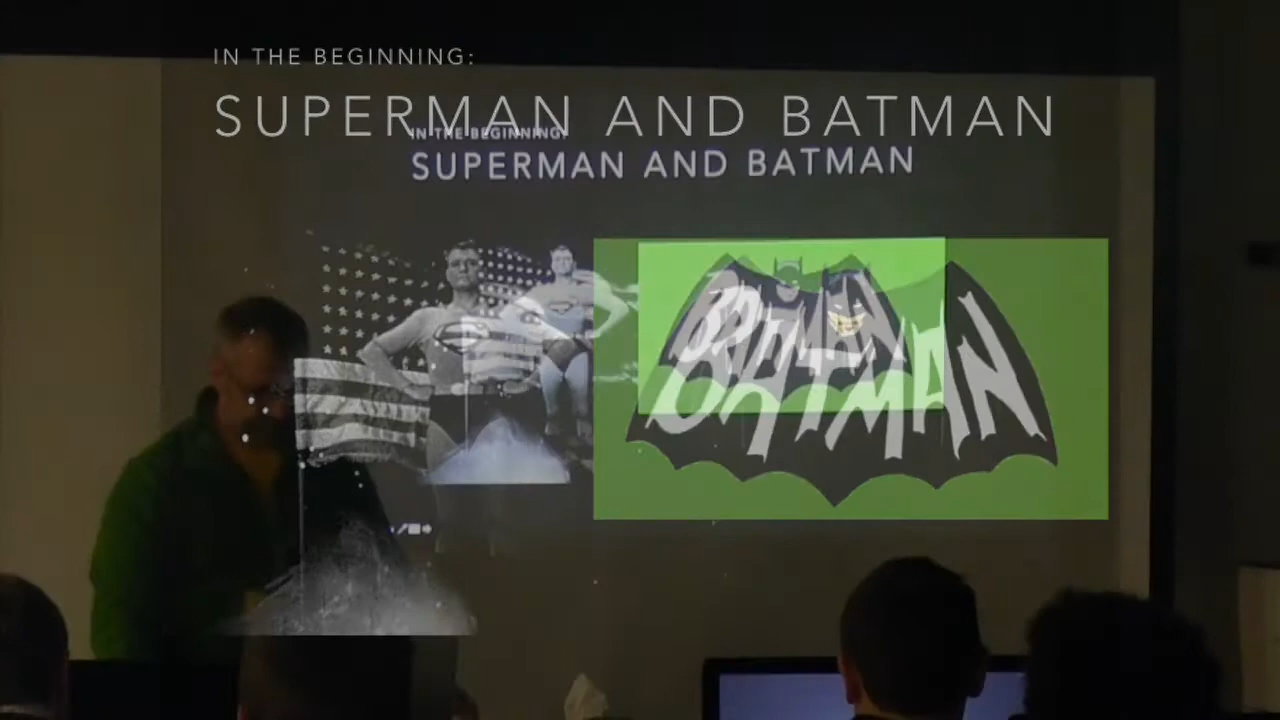 IN THE BEGINNING:
SUPERMAN AND BATMAN
IN THE BEGINNING:
SUPERMAN AND BATMAN
BATMAN
BATMAN